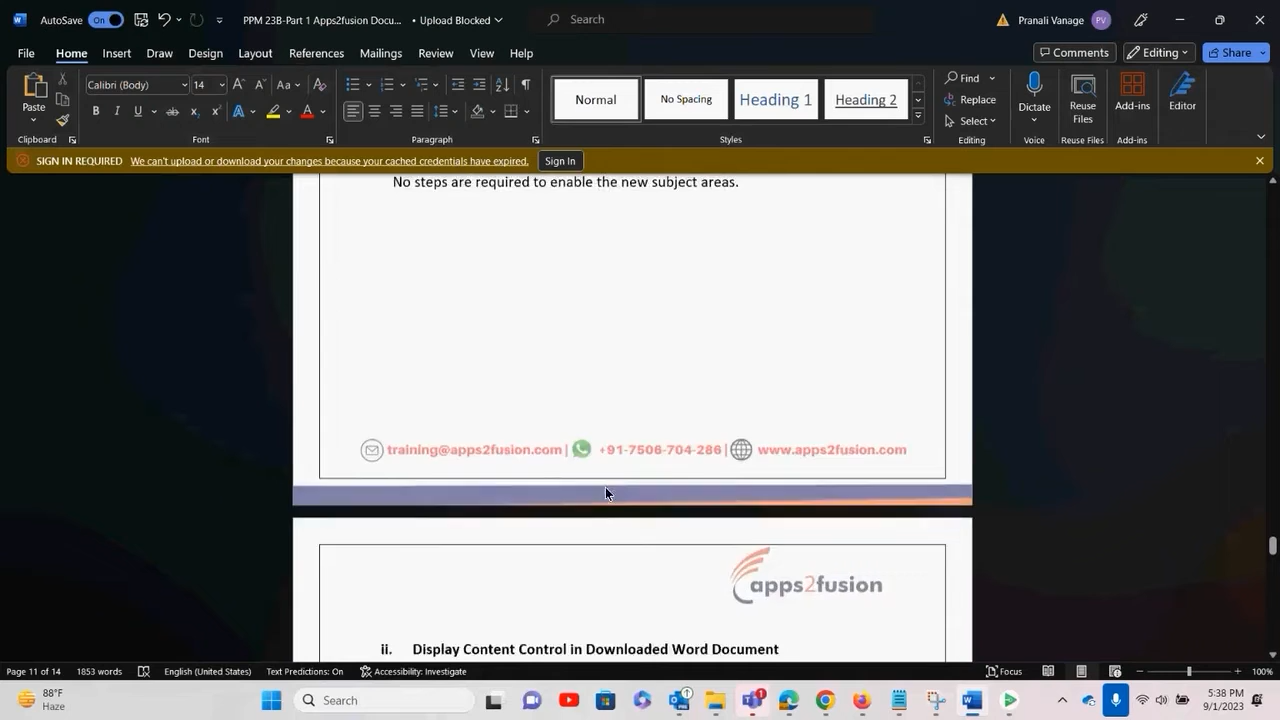 AutoSave On PPM 23B-Part 1 Apps2fusion Docu... • Upload Blocked Search Pranali Vanage PV
File Home Insert Draw Design Layout References Mailings Review View Help Comments Editing Share
Calibri (Body) 14 Aa Normal No Spacing Heading 1 Heading 2 Find Replace Select
Paste B I U ab x x A A Dictate Reuse Files Add-ins Editor
Clipboard Font Paragraph Styles Editing Voice Reuse Files Add-ins
SIGN IN REQUIRED We can't upload or download your changes because your cached credentials have expired. Sign In
No steps are required to enable the new subject areas.
training@apps2fusion.com | +91-7506-704-286 | www.apps2fusion.com
apps2fusion
ii. Display Content Control in Downloaded Word Document
Page 11 of 14 1853 words English (United States) Text Predictions: On Accessibility: Investigate Focus 100%
88°F
Haze
Search
5:38 PM
9/1/2023